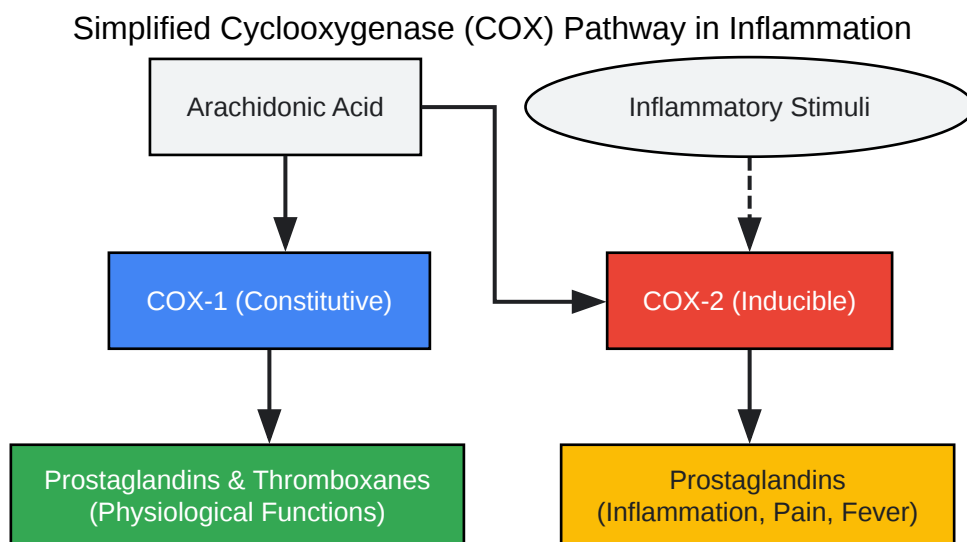 Simplified Cyclooxygenase (COX) Pathway in Inflammation
Arachidonic Acid
Inflammatory Stimuli
COX-1 (Constitutive)
COX-2 (Inducible)
Prostaglandins & Thromboxanes
(Physiological Functions)
Prostaglandins
(Inflammation, Pain, Fever)